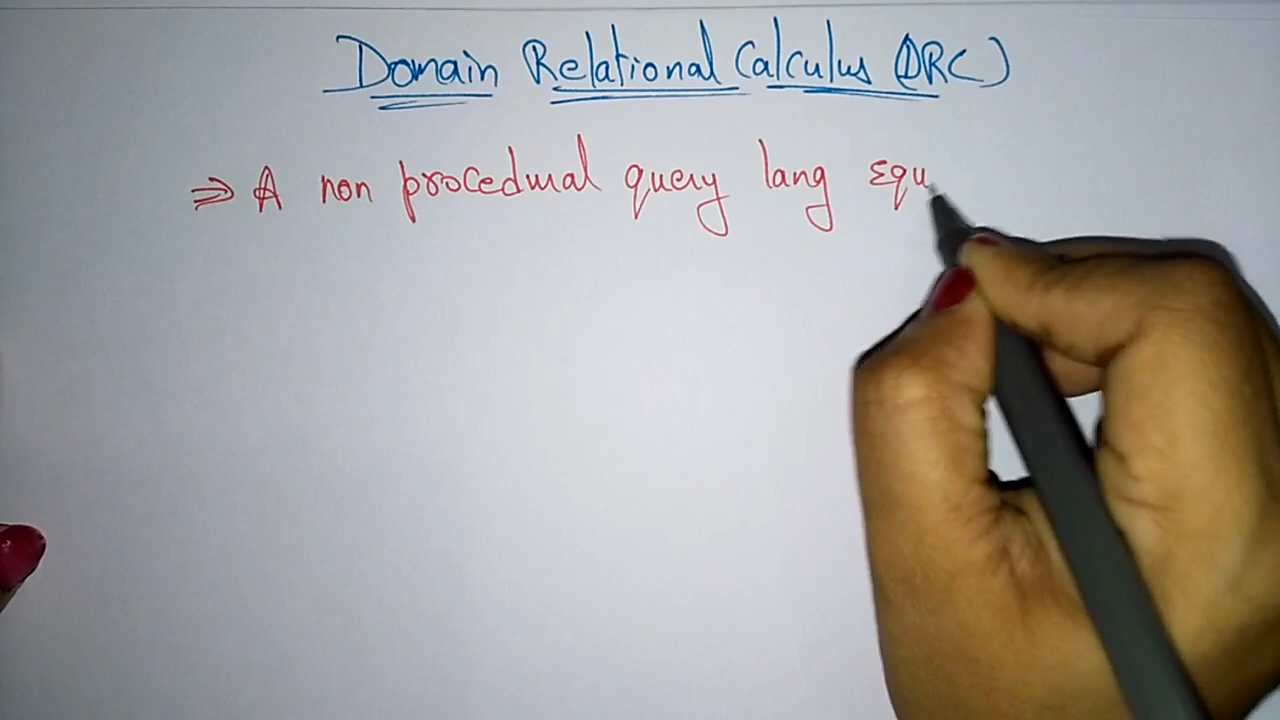 Domain Relational Calculus (DRC)
⇒ A non procedural query lang equ